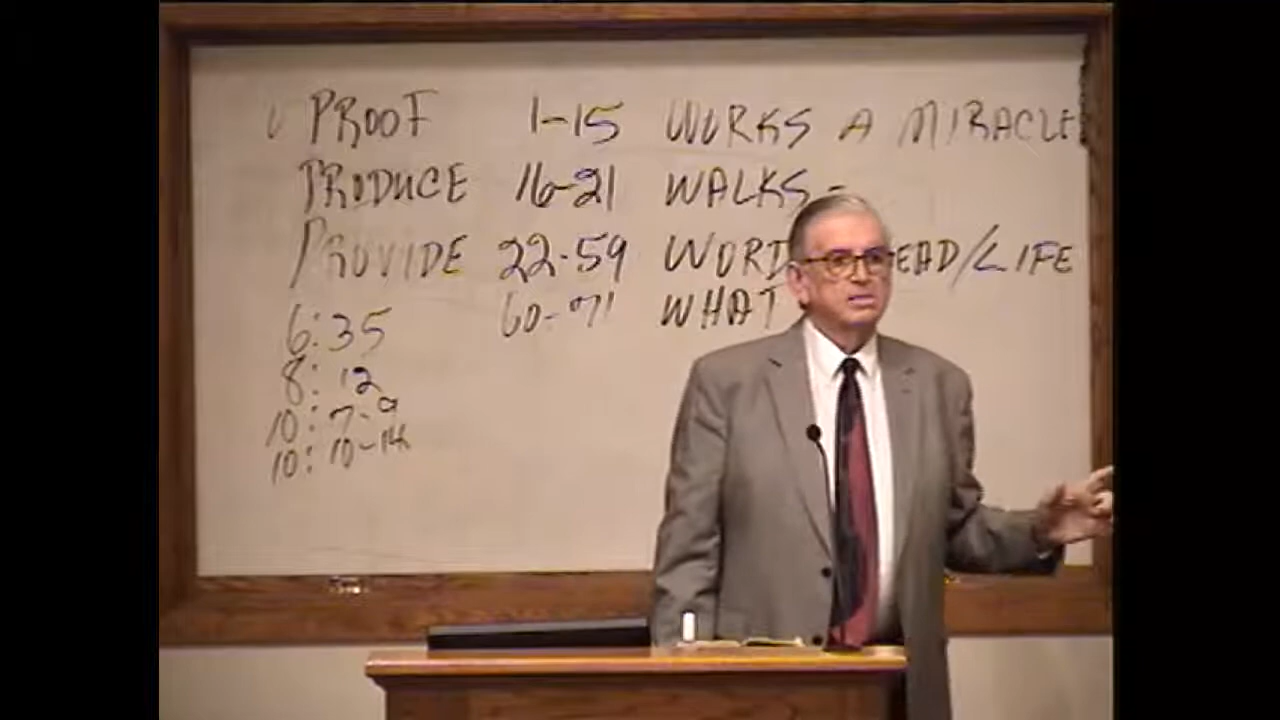 PROOF 1-15 WORKS A MIRACLE
PRODUCE 16-21 WALKS -
PROVIDE 22-59 WORD EAD/LIFE
6:35 60-71 WHAT
8:12
10:7-9
10:10-14